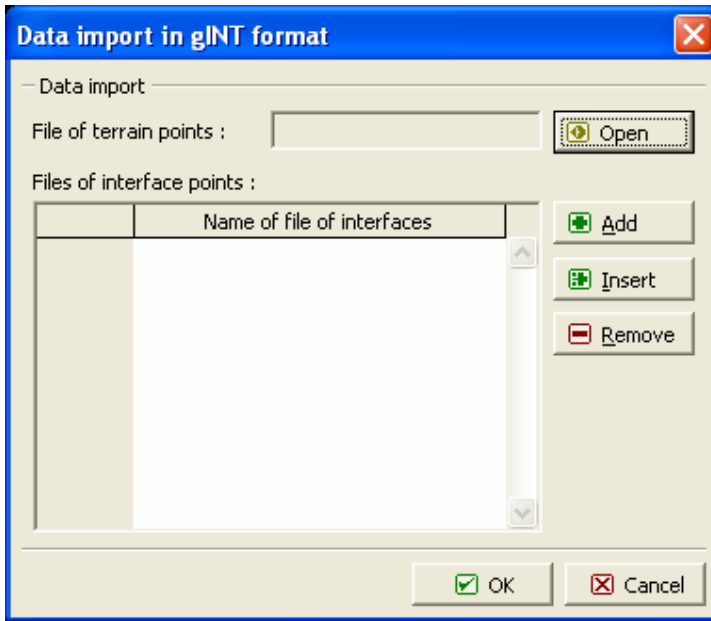 Data import in gINT format
Data import
File of terrain points :
Open
Files of interface points :
Name of file of interfaces
Add
Insert
Remove
OK
Cancel